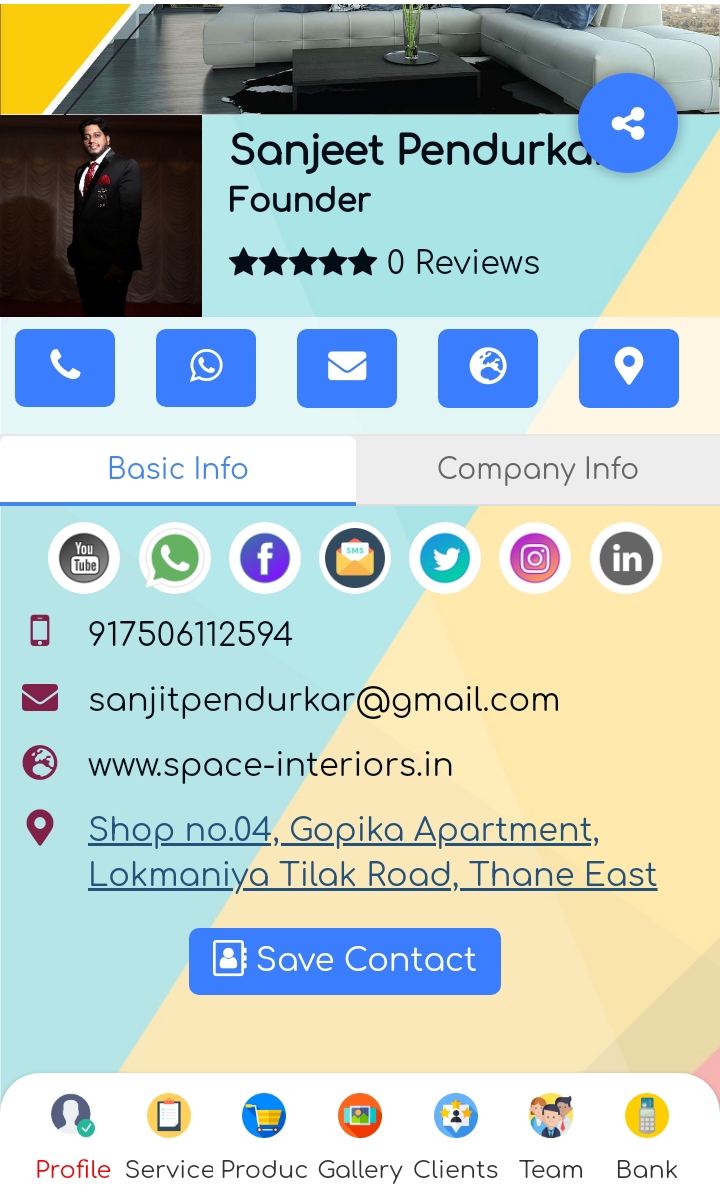 Sanjeet Pendurka
Founder
★★★★★ 0 Reviews
Basic Info
Company Info
You
Tube
SMS
in
917506112594
sanjitpendurkar@gmail.com
www.space-interiors.in
Shop no.04, Gopika Apartment,
Lokmaniya Tilak Road, Thane East
Save Contact
Profile Service Produc Gallery Clients Team Bank